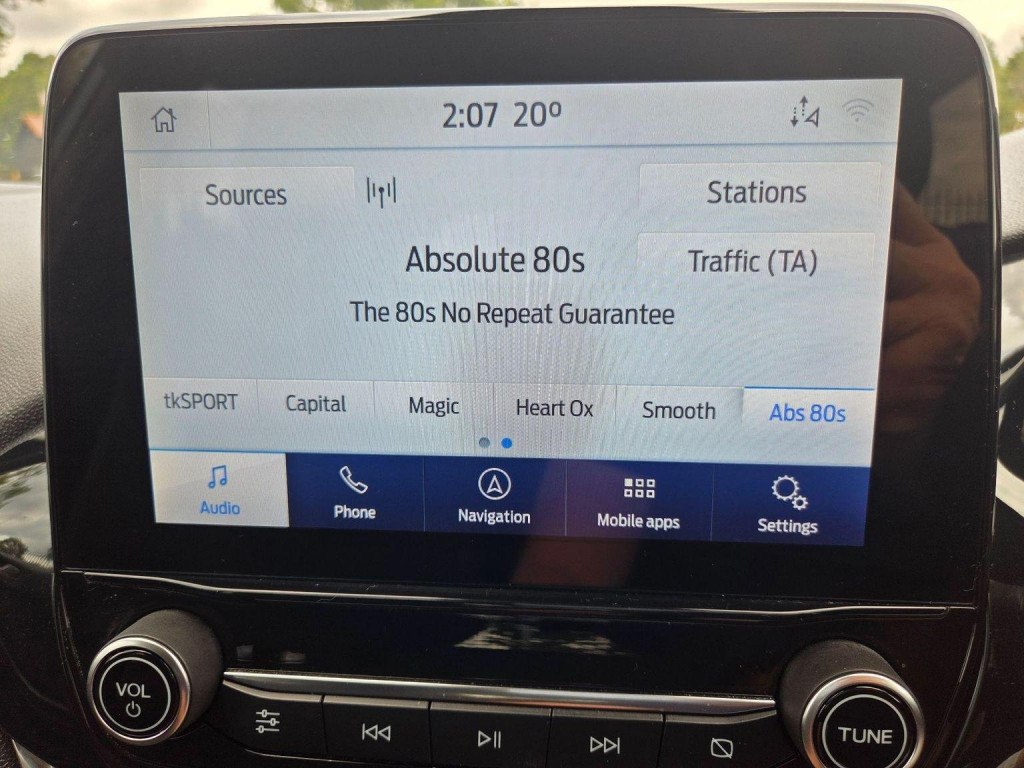 2:07 20º
Sources
Stations
Absolute 80s
Traffic (TA)
The 80s No Repeat Guarantee
tkSPORT Capital Magic Heart Ox Smooth Abs 80s
Audio Phone Navigation Mobile apps Settings
VOL
TUNE